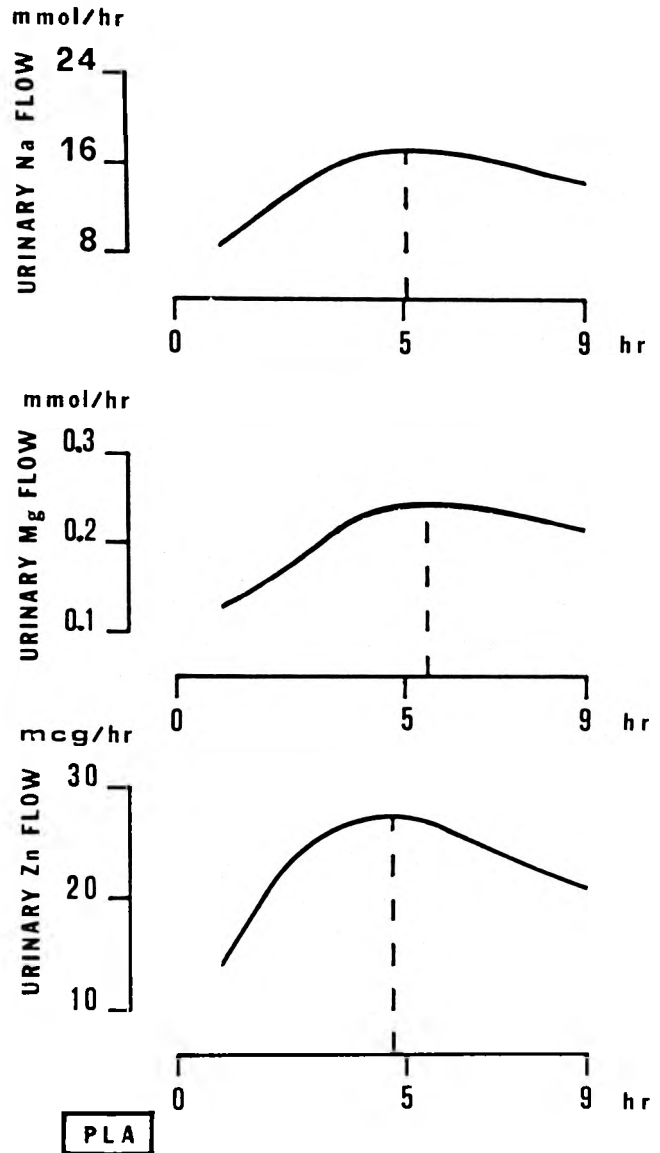 mmol/hr
URINARY Na FLOW
24
16
8
0 5 9 hr
mmol/hr
URINARY Mg FLOW
0.3
0.2
0.1
0 5 9 hr
mcg/hr
URINARY Zn FLOW
30
20
10
0 5 9 hr
PLA